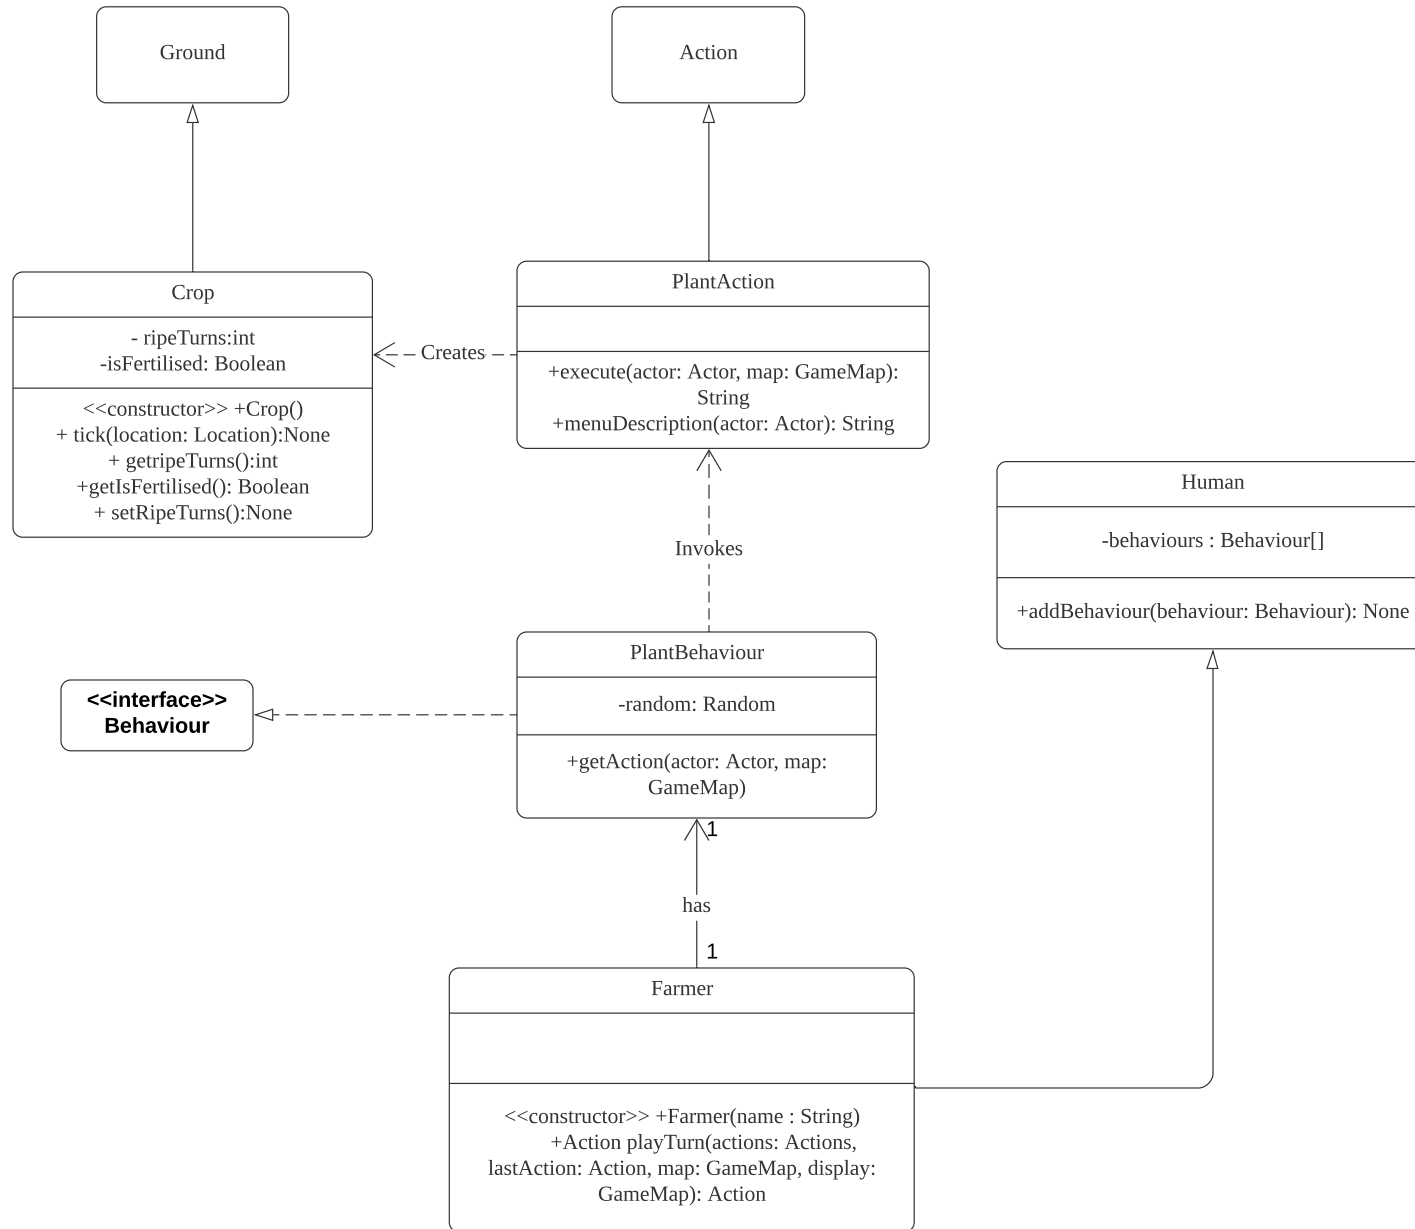 Ground
Action
Crop
- ripeTurns:int
-isFertilised: Boolean
<<constructor>> +Crop()
+ tick(location: Location):None
+ getripeTurns():int
+getIsFertilised(): Boolean
+ setRipeTurns():None
Creates
PlantAction
+execute(actor: Actor, map: GameMap):
String
+menuDescription(actor: Actor): String
Human
-behaviours : Behaviour[]
+addBehaviour(behaviour: Behaviour): None
Invokes
<<interface>>
Behaviour
PlantBehaviour
-random: Random
+getAction(actor: Actor, map:
GameMap)
1
has
1
Farmer
<<constructor>> +Farmer(name : String)
+Action playTurn(actions: Actions,
lastAction: Action, map: GameMap, display:
GameMap): Action